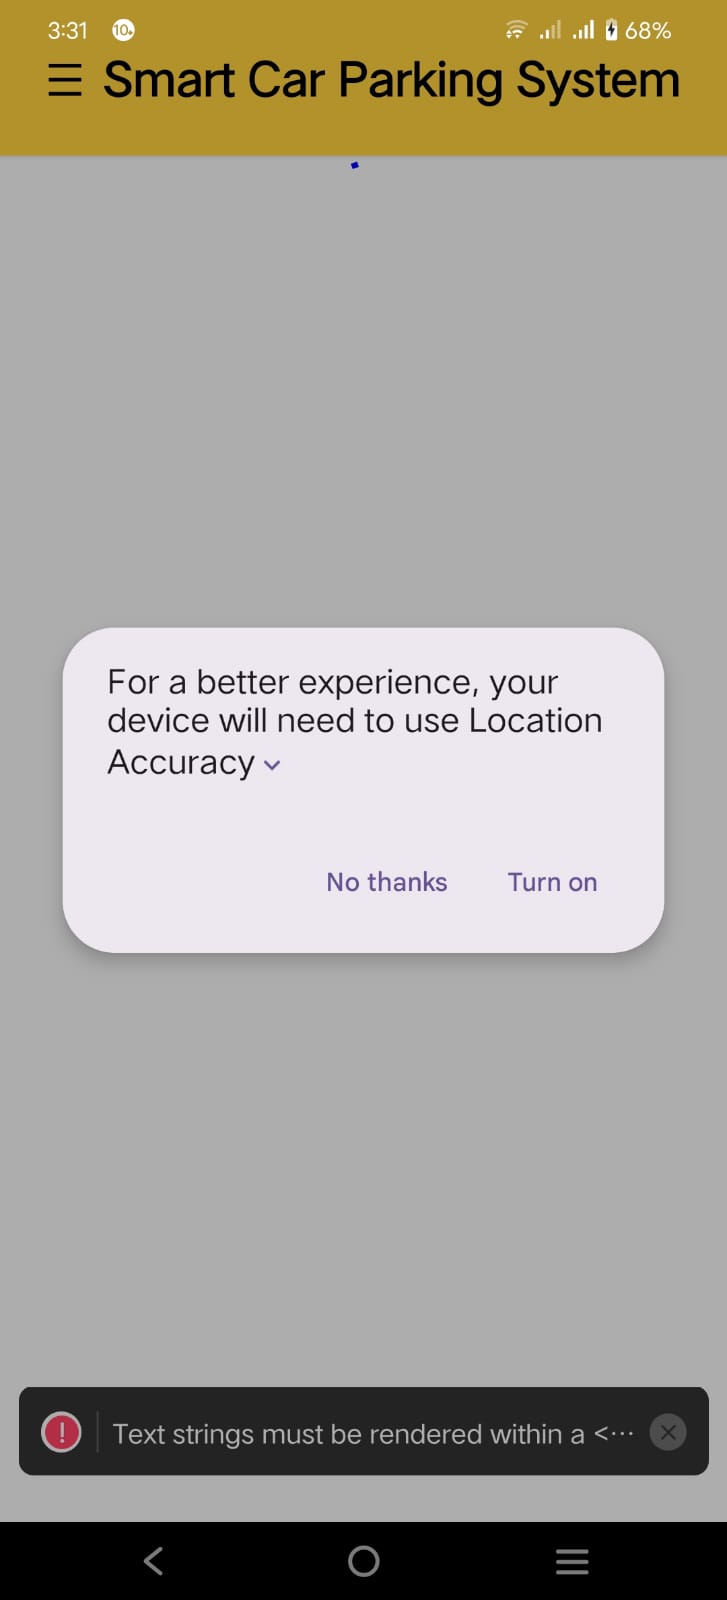 3:31 10+ 68%
Smart Car Parking System
For a better experience, your
device will need to use Location
Accuracy
No thanks Turn on
! Text strings must be rendered within a <...